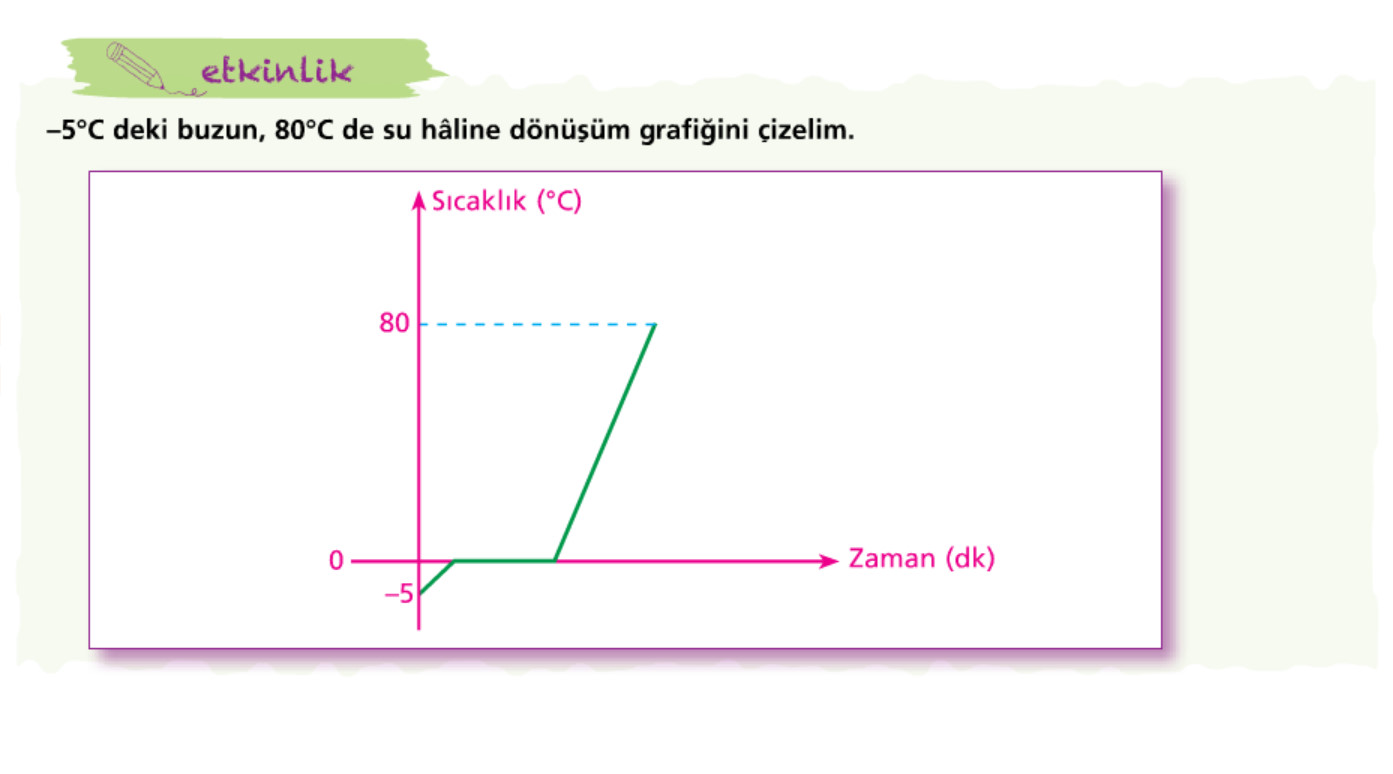 etkinlik
–5°C deki buzun, 80°C de su hâline dönüşüm grafiğini çizelim.
Sıcaklık (°C)
80
0
Zaman (dk)
–5